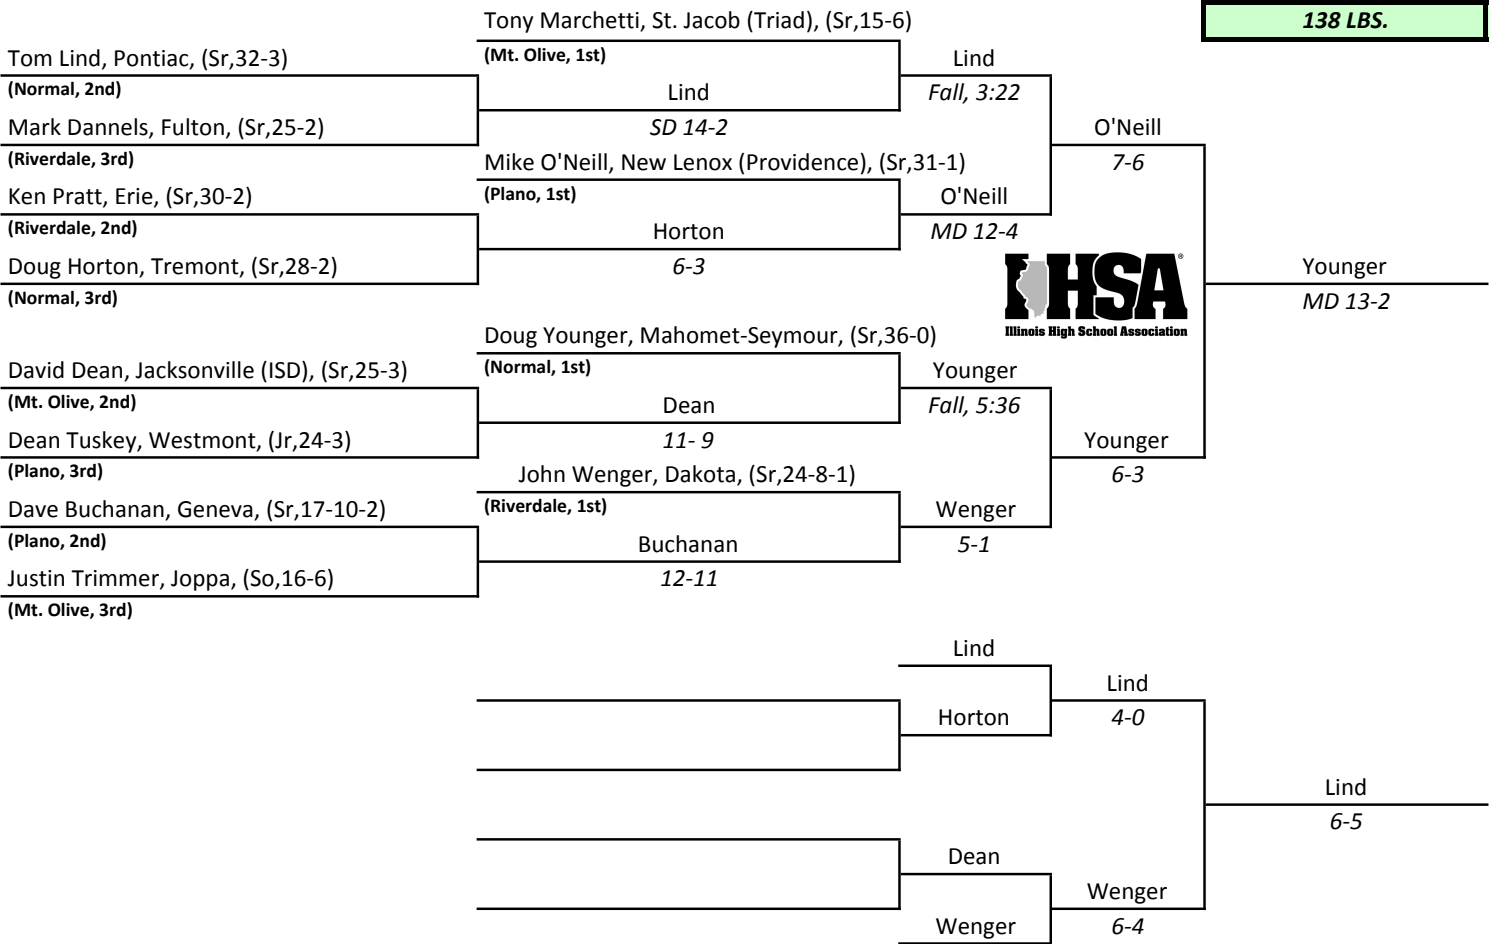 Tony Marchetti, St. Jacob (Triad), (Sr,15-6)
138 LBS.
Tom Lind, Pontiac, (Sr,32-3)
(Mt. Olive, 1st)
Lind
(Normal, 2nd)
Lind
Fall, 3:22
Mark Dannels, Fulton, (Sr,25-2)
SD 14-2
O'Neill
(Riverdale, 3rd)
Mike O'Neill, New Lenox (Providence), (Sr,31-1)
7-6
Ken Pratt, Erie, (Sr,30-2)
(Plano, 1st)
O'Neill
(Riverdale, 2nd)
Horton
MD 12-4
Doug Horton, Tremont, (Sr,28-2)
6-3
IHSA®
Younger
(Normal, 3rd)
MD 13-2
Illinois High School Association
Doug Younger, Mahomet-Seymour, (Sr,36-0)
David Dean, Jacksonville (ISD), (Sr,25-3)
(Normal, 1st)
Younger
(Mt. Olive, 2nd)
Dean
Fall, 5:36
Dean Tuskey, Westmont, (Jr,24-3)
11- 9
Younger
(Plano, 3rd)
John Wenger, Dakota, (Sr,24-8-1)
6-3
Dave Buchanan, Geneva, (Sr,17-10-2)
(Riverdale, 1st)
Wenger
(Plano, 2nd)
Buchanan
5-1
Justin Trimmer, Joppa, (So,16-6)
12-11
(Mt. Olive, 3rd)
Lind
Lind
Horton
4-0
Lind
6-5
Dean
Wenger
Wenger
6-4